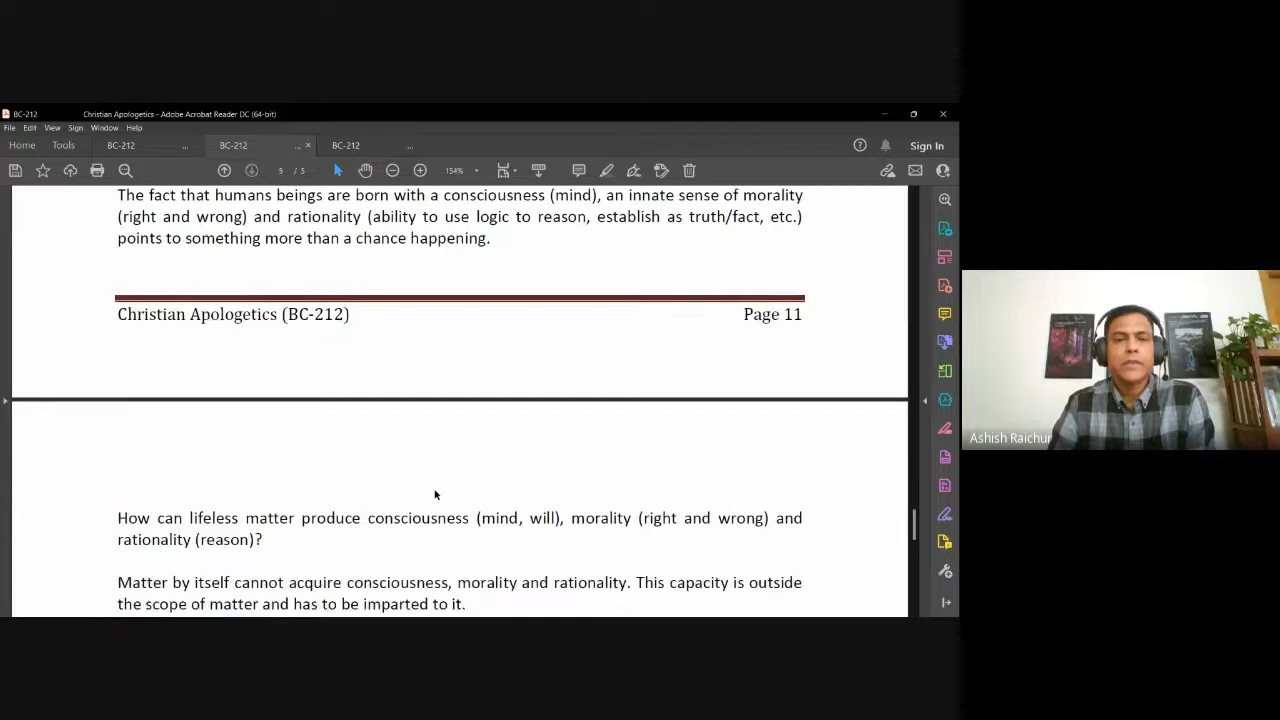 BC-212 Christian Apologetics - Adobe Acrobat Reader DC (64-bit)
File Edit View Sign Window Help
Home Tools BC-212 ... BC-212 ... × BC-212 ...
Sign In
5 / 5 154%
The fact that humans beings are born with a consciousness (mind), an innate sense of morality
(right and wrong) and rationality (ability to use logic to reason, establish as truth/fact, etc.)
points to something more than a chance happening.
Christian Apologetics (BC-212) Page 11
How can lifeless matter produce consciousness (mind, will), morality (right and wrong) and
rationality (reason)?
Matter by itself cannot acquire consciousness, morality and rationality. This capacity is outside
the scope of matter and has to be imparted to it.
Ashish Raichur